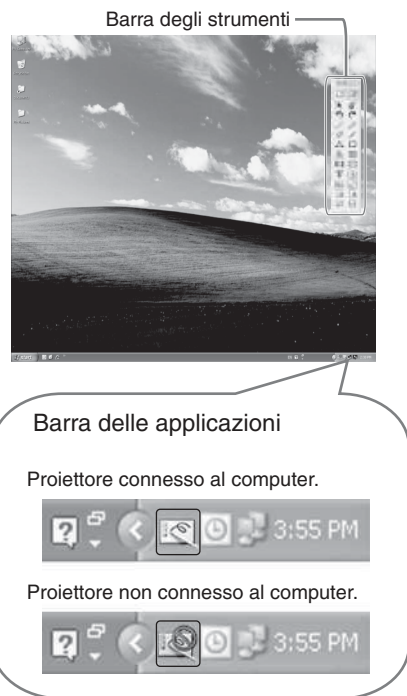 Barra degli strumenti
start
Barra delle applicazioni
Proiettore connesso al computer.
? 3:55 PM
Proiettore non connesso al computer.
? 3:55 PM